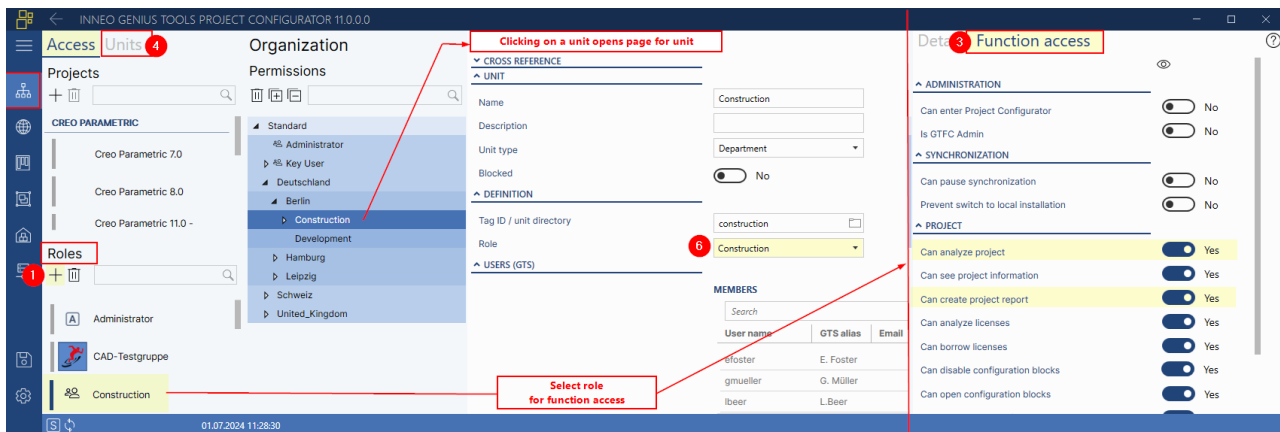 INNEO GENIUS TOOLS PROJECT CONFIGURATOR 11.0.0.0
Access Units 4
Projects
CREO PARAMETRIC
Creo Parametric 7.0
Creo Parametric 8.0
Creo Parametric 11.0 -
Roles
1
A Administrator
CAD-Testgruppe
Construction
Organization
Permissions
Standard
Administrator
Key User
Deutschland
Berlin
Construction
Development
Hamburg
Leipzig
Schweiz
United_Kingdom
Clicking on a unit opens page for unit
CROSS REFERENCE
UNIT
Name Construction
Description
Unit type Department
Blocked No
DEFINITION
Tag ID / unit directory construction
Role 6 Construction
USERS (GTS)
MEMBERS
Search
User name GTS alias Email
efoster E. Foster
gmueller G. Müller
lbeer L.Beer
Select role
for function access
3 Function access
ADMINISTRATION
Can enter Project Configurator No
Is GTFC Admin No
SYNCHRONIZATION
Can pause synchronization No
Prevent switch to local installation No
PROJECT
Can analyze project Yes
Can see project information Yes
Can create project report Yes
Can analyze licenses Yes
Can borrow licenses Yes
Can disable configuration blocks Yes
Can open configuration blocks Yes
S 01.07.2024 11:28:30